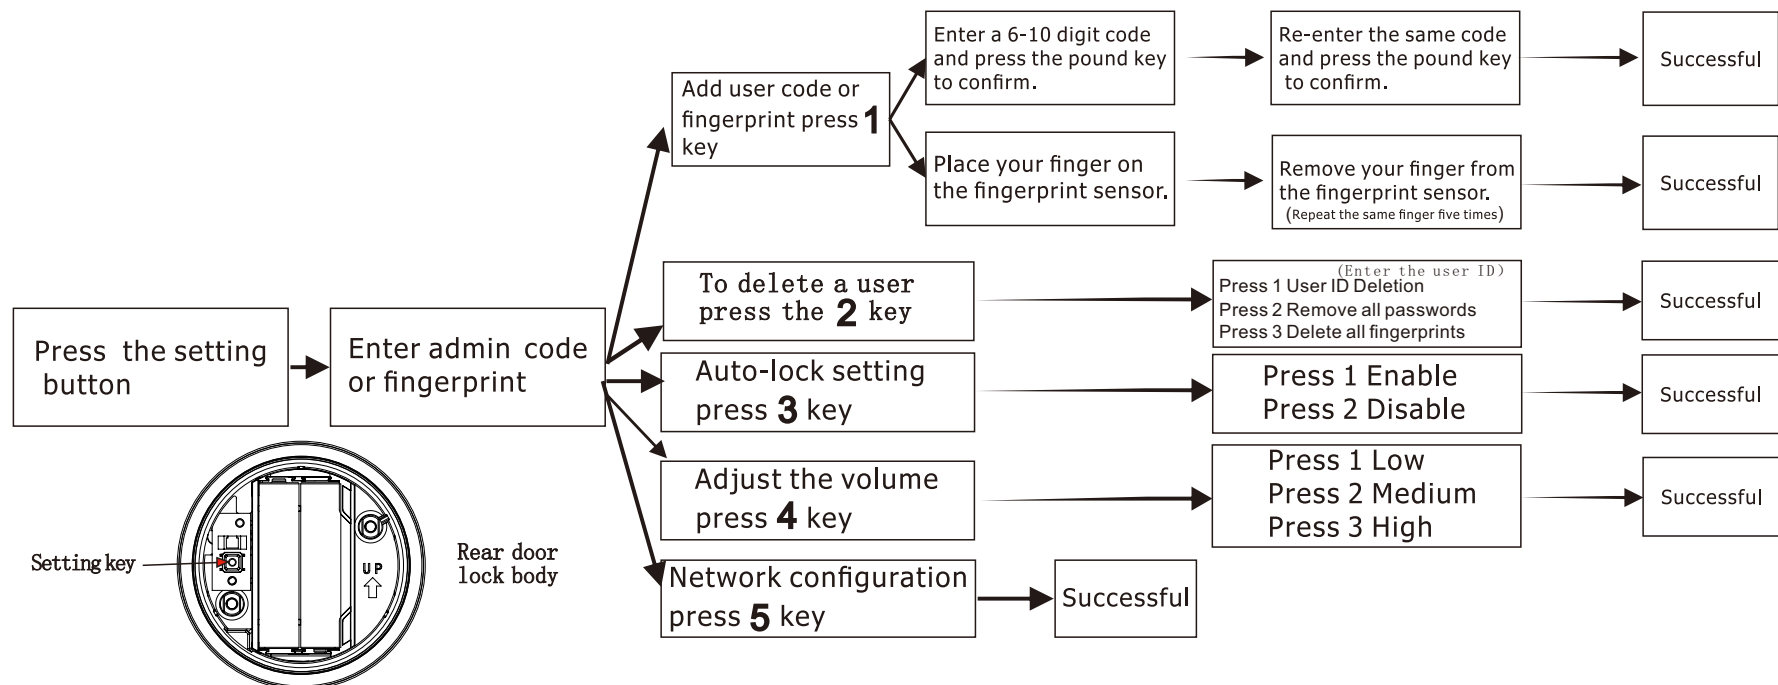 Press the setting
button
Enter admin code
or fingerprint
Add user code or
fingerprint press 1
key
Enter a 6-10 digit code
and press the pound key
to confirm.
Re-enter the same code
and press the pound key
to confirm.
Successful
Place your finger on
the fingerprint sensor.
Remove your finger from
the fingerprint sensor.
(Repeat the same finger five times)
Successful
To delete a user
press the 2 key
(Enter the user ID)
Press 1 User ID Deletion
Press 2 Remove all passwords
Press 3 Delete all fingerprints
Successful
Auto-lock setting
press 3 key
Press 1 Enable
Press 2 Disable
Successful
Adjust the volume
press 4 key
Press 1 Low
Press 2 Medium
Press 3 High
Successful
Network configuration
press 5 key
Successful
Setting key
UP
Rear door
lock body